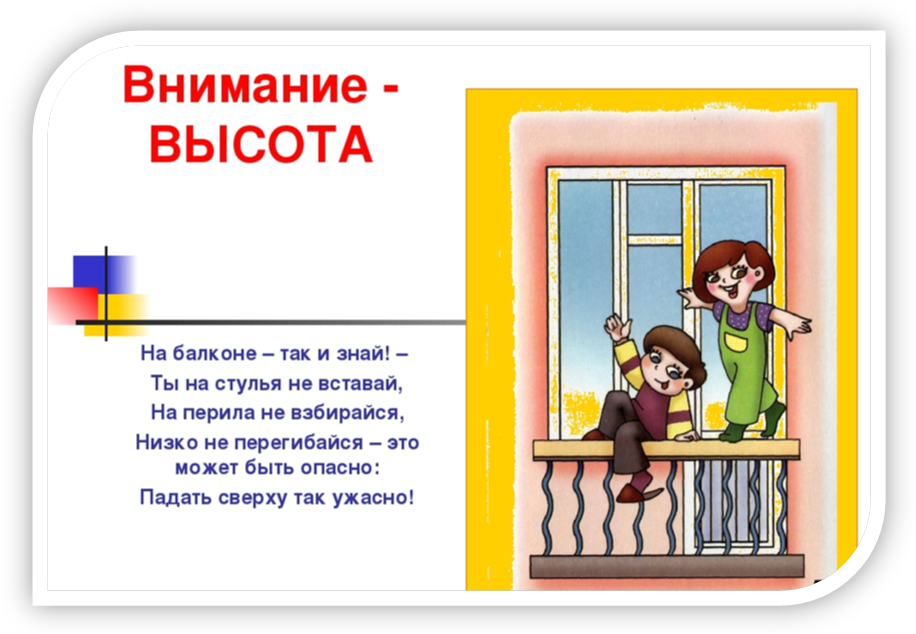 Внимание -
ВЫСОТА
На балконе – так и знай! –
Ты на стулья не вставай,
На перила не взбирайся,
Низко не перегибайся – это
может быть опасно:
Падать сверху так ужасно!